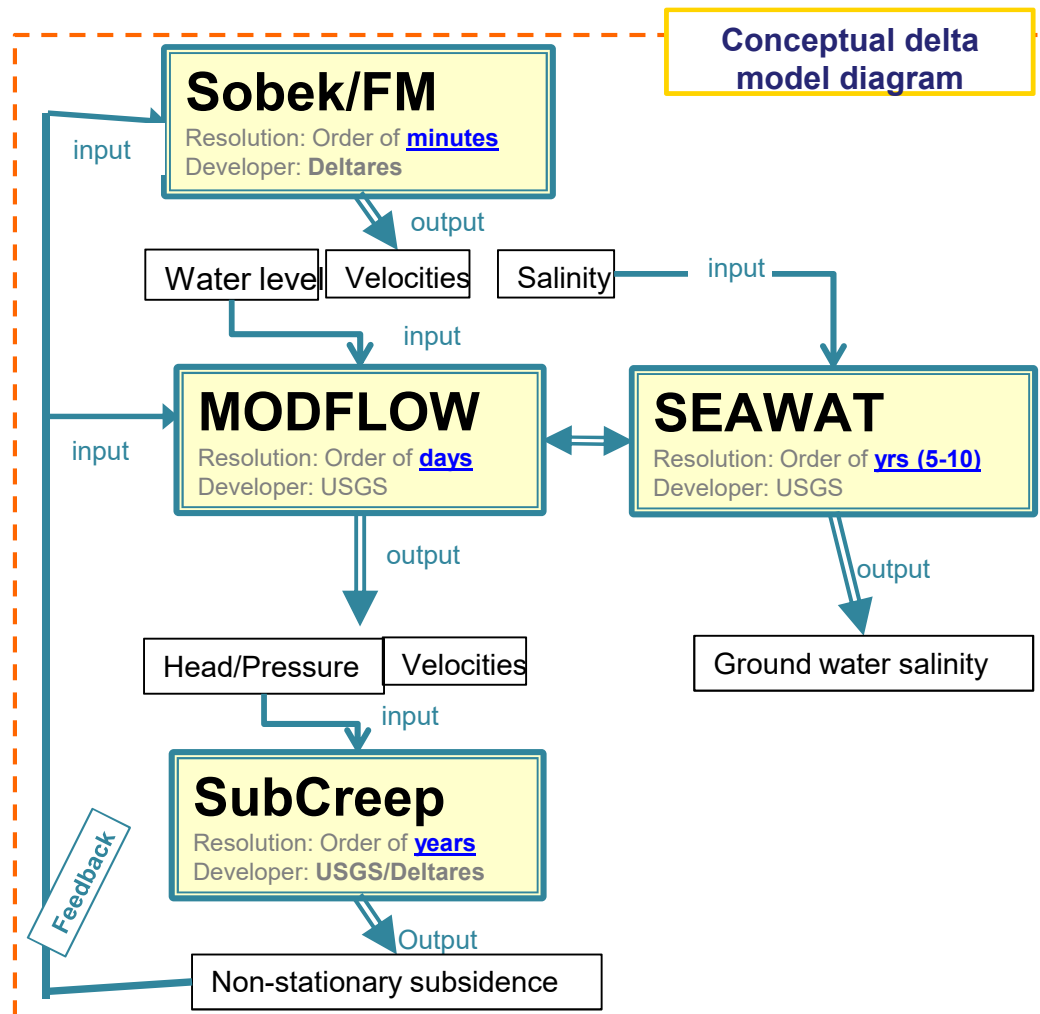 Conceptual delta
model diagram
Sobek/FM
Resolution: Order of minutes
Developer: Deltares
input
output
Water level
Velocities
Salinity
input
input
MODFLOW
Resolution: Order of days
Developer: USGS
input
SEAWAT
Resolution: Order of yrs (5-10)
Developer: USGS
output
output
Head/Pressure
Velocities
Ground water salinity
input
SubCreep
Resolution: Order of years
Developer: USGS/Deltares
Feedback
Output
Non-stationary subsidence